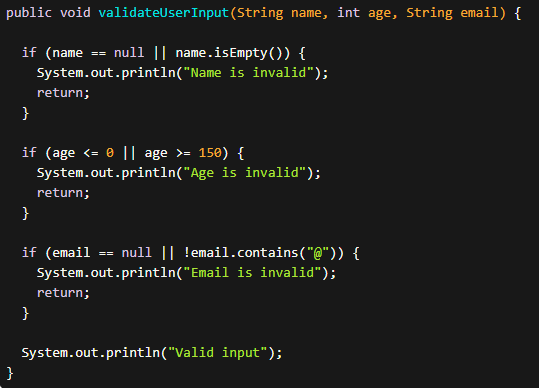 public void validateUserInput(String name, int age, String email) {
if (name == null || name.isEmpty()) {
System.out.println("Name is invalid");
return;
}
if (age <= 0 || age >= 150) {
System.out.println("Age is invalid");
return;
}
if (email == null || !email.contains("@")) {
System.out.println("Email is invalid");
return;
}
System.out.println("Valid input");
}